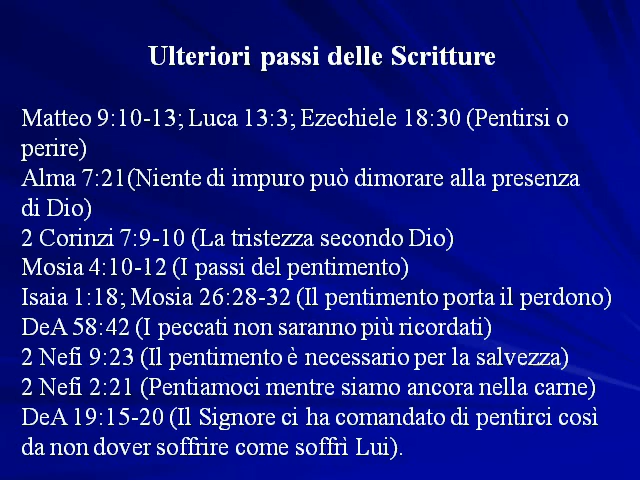 Ulteriori passi delle Scritture
Matteo 9:10-13; Luca 13:3; Ezechiele 18:30 (Pentirsi o
perire)
Alma 7:21(Niente di impuro può dimorare alla presenza
di Dio)
2 Corinzi 7:9-10 (La tristezza secondo Dio)
Mosia 4:10-12 (I passi del pentimento)
Isaia 1:18; Mosia 26:28-32 (Il pentimento porta il perdono)
DeA 58:42 (I peccati non saranno più ricordati)
2 Nefi 9:23 (Il pentimento è necessario per la salvezza)
2 Nefi 2:21 (Pentiamoci mentre siamo ancora nella carne)
DeA 19:15-20 (Il Signore ci ha comandato di pentirci così
da non dover soffrire come soffrì Lui).